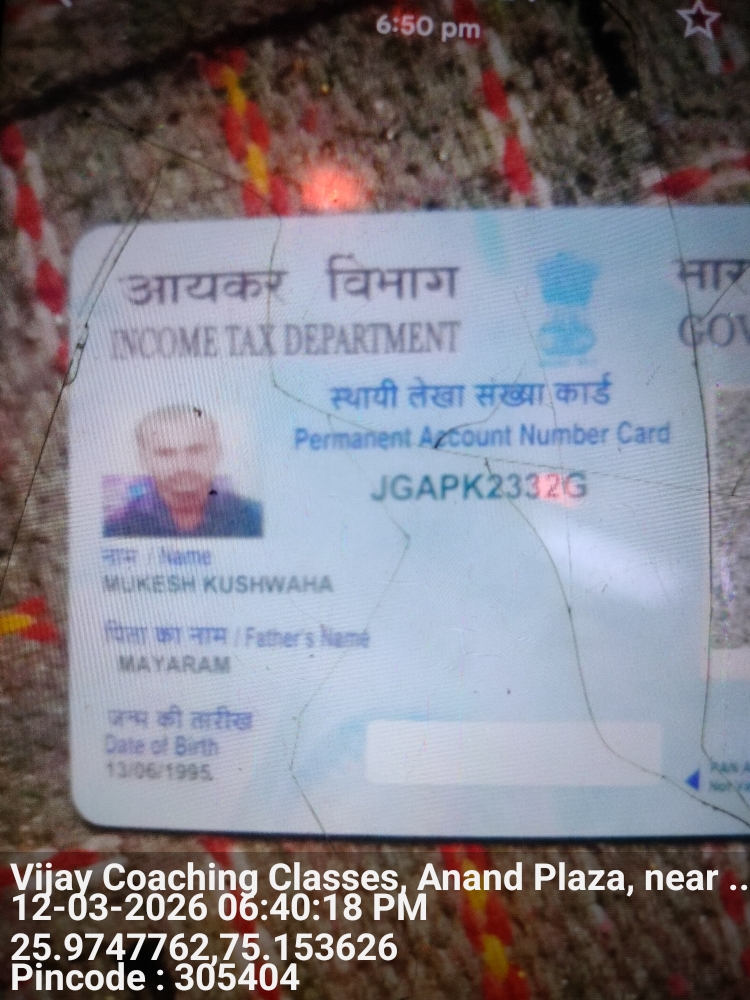 6:50 pm
आयकर विभाग
INCOME TAX DEPARTMENT
स्थायी लेखा संख्या कार्ड
Permanent Account Number Card
JGAPK2332G
नाम / Name
MUKESH KUSHWAHA
पिता का नाम / Father's Name
MAYARAM
जन्म की तारीख
Date of Birth
13/06/1995
Vijay Coaching Classes, Anand Plaza, near ...
12-03-2026 06:40:18 PM
25.9747762,75.153626
Pincode : 305404